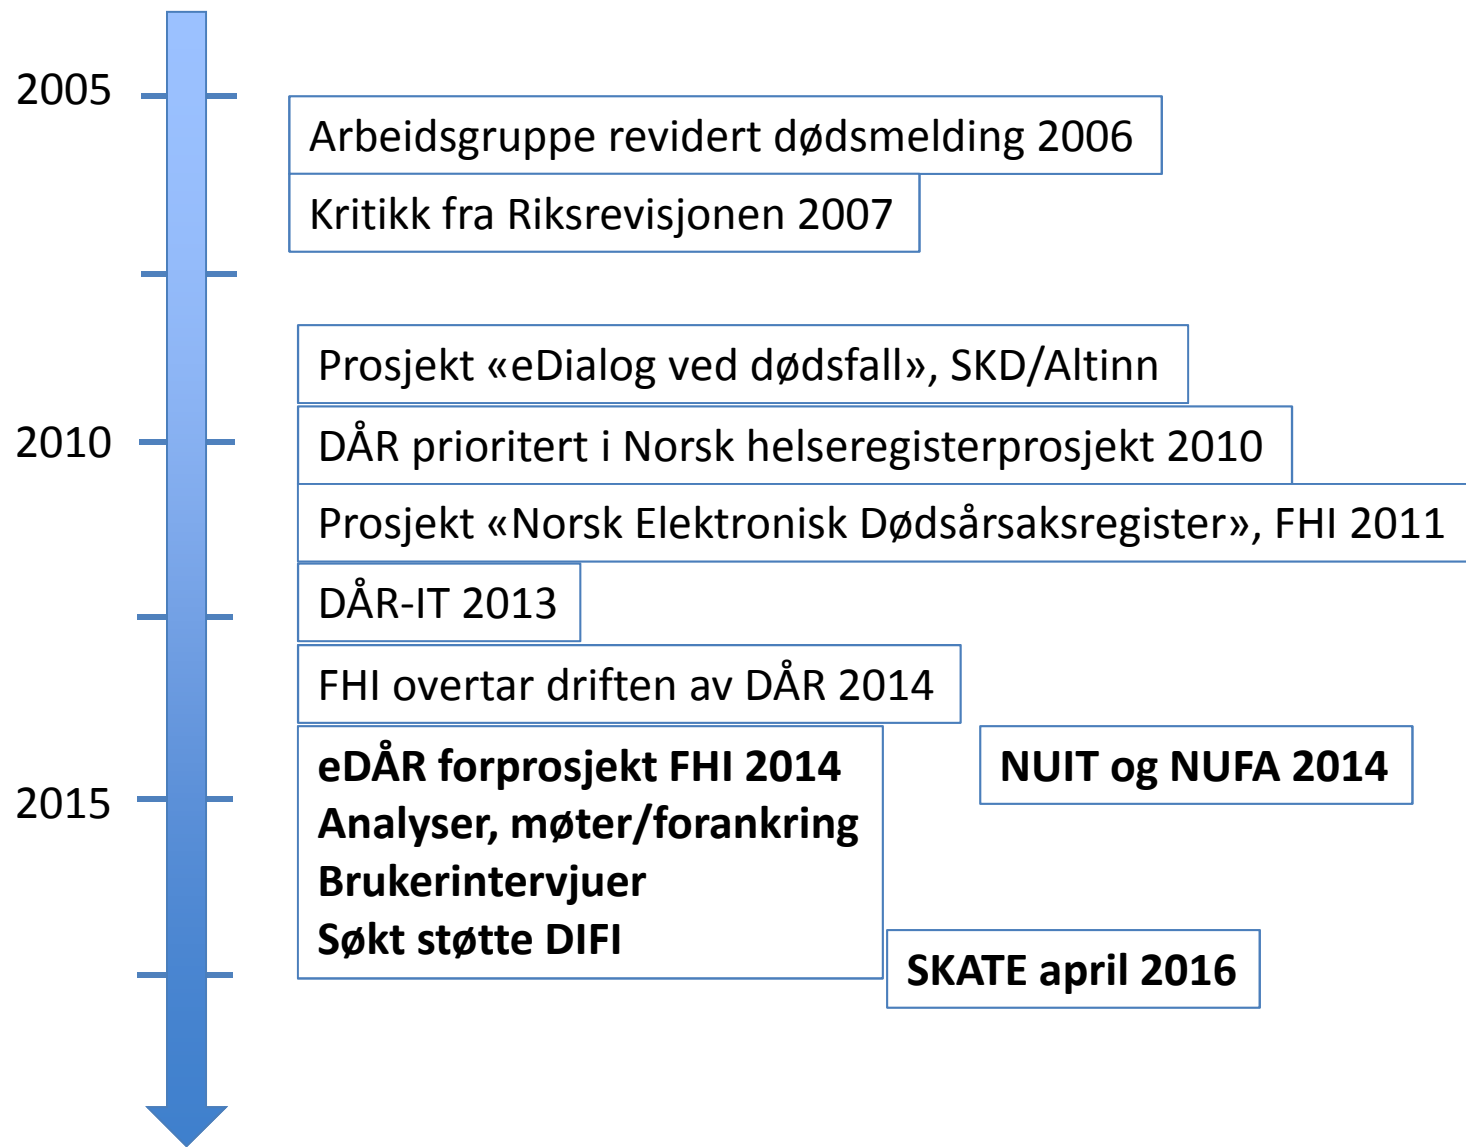 2005
Arbeidsgruppe revidert dødsmelding 2006
Kritikk fra Riksrevisjonen 2007
Prosjekt «eDialog ved dødsfall», SKD/Altinn
2010
DÅR prioritert i Norsk helseregisterprosjekt 2010
Prosjekt «Norsk Elektronisk Dødsårsaksregister», FHI 2011
DÅR-IT 2013
FHI overtar driften av DÅR 2014
eDÅR forprosjekt FHI 2014
NUIT og NUFA 2014
2015
Analyser, møter/forankring
Brukerintervjuer
Søkt støtte DIFI
SKATE april 2016